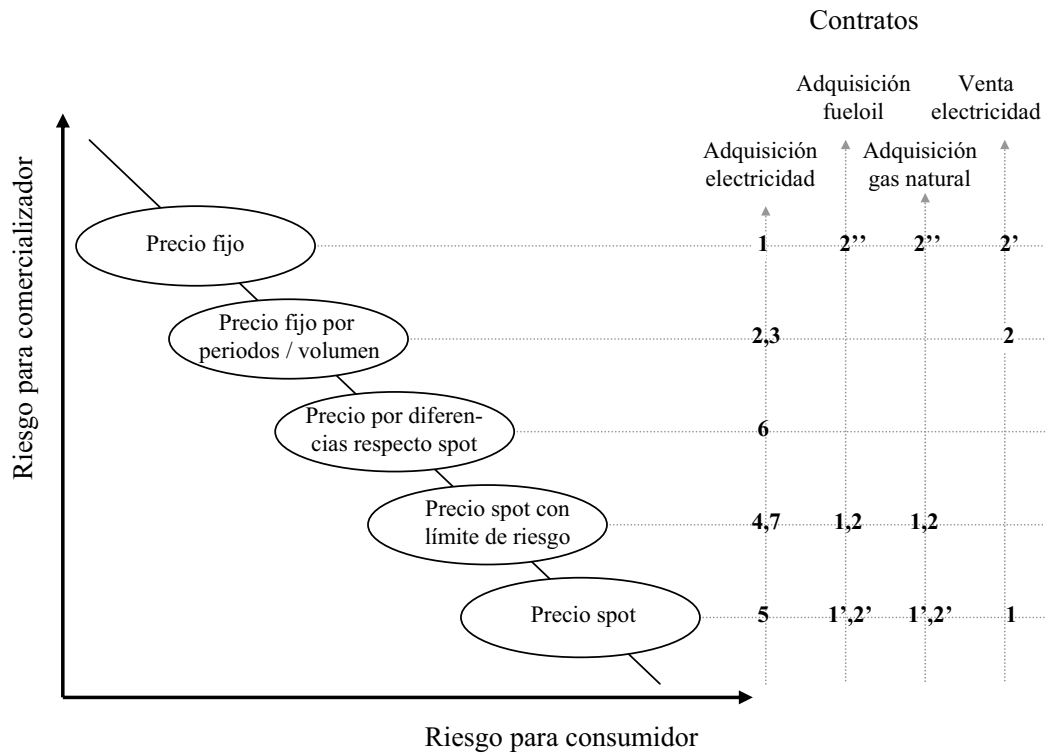 Contratos
Adquisición
fueloil
Venta
electricidad
Adquisición
electricidad
Adquisición
gas natural
Riesgo para comercializador
Precio fijo
1 2’’ 2’’ 2’
Precio fijo por
periodos / volumen
2,3 2
Precio por diferen-
cias respecto spot
6
Precio spot con
límite de riesgo
4,7 1,2 1,2
Precio spot
5 1’,2’ 1’,2’ 1
Riesgo para consumidor